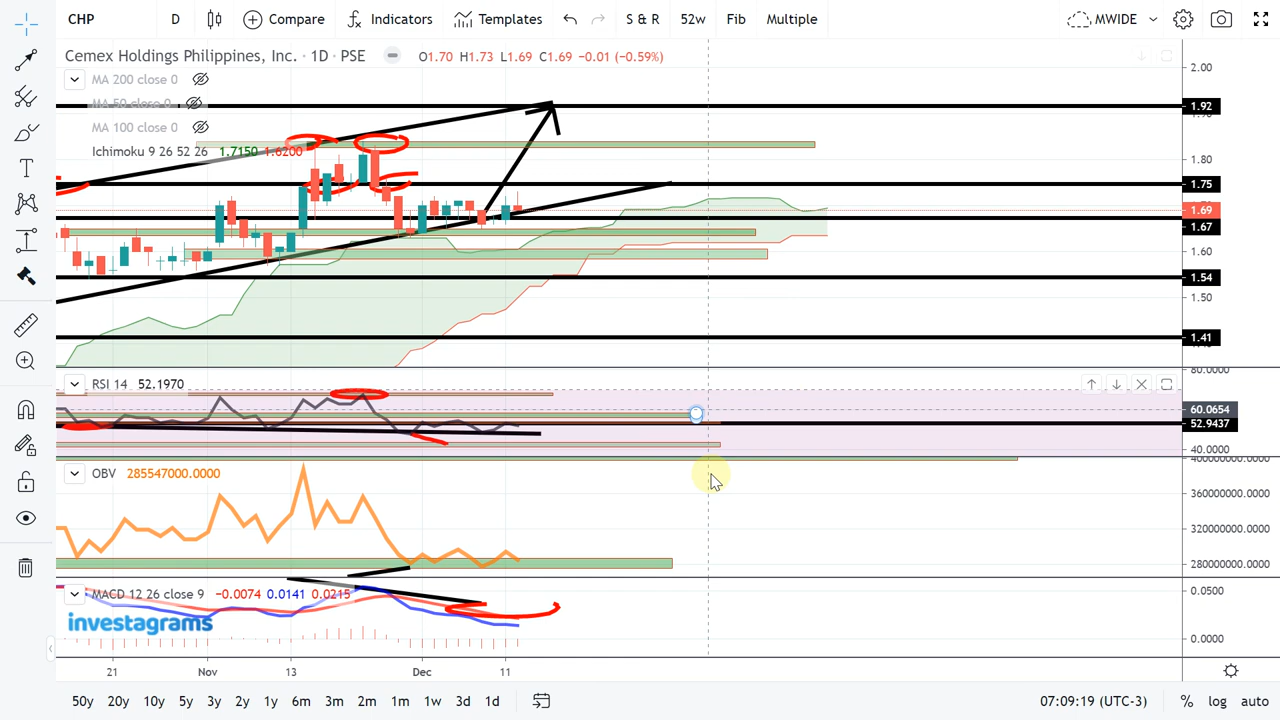 CHP D Compare Indicators Templates S & R 52w Fib Multiple MWIDE
Cemex Holdings Philippines, Inc. · 1D · PSE O1.70 H1.73 L1.69 C1.69 −0.01 (−0.59%)
MA 200 close 0
MA 50 close 0
MA 100 close 0
Ichimoku 9 26 52 26 1.7150 1.6200
2.00
1.92
1.80
1.75
1.69
1.67
1.60
1.54
1.50
1.41
RSI 14 52.1970
80.0000
60.0654
52.9437
40.0000
OBV 285547000.0000
400000000.0000
360000000.0000
320000000.0000
280000000.0000
MACD 12 26 close 9 −0.0074 0.0141 0.0215
0.0500
0.0000
investagrams
21 Nov 13 Dec 11
50y 20y 10y 5y 3y 2y 1y 6m 3m 2m 1m 1w 3d 1d 07:09:19 (UTC-3) % log auto